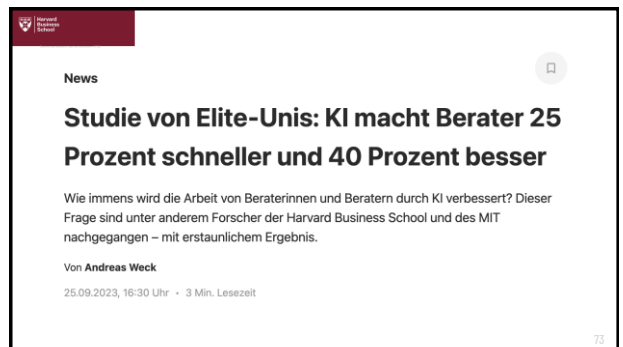 Harvard
Business
School
News
Studie von Elite-Unis: KI macht Berater 25
Prozent schneller und 40 Prozent besser
Wie immens wird die Arbeit von Beraterinnen und Beratern durch KI verbessert? Dieser
Frage sind unter anderem Forscher der Harvard Business School und des MIT
nachgegangen – mit erstaunlichem Ergebnis.
Von Andreas Weck
25.09.2023, 16:30 Uhr • 3 Min. Lesezeit
73